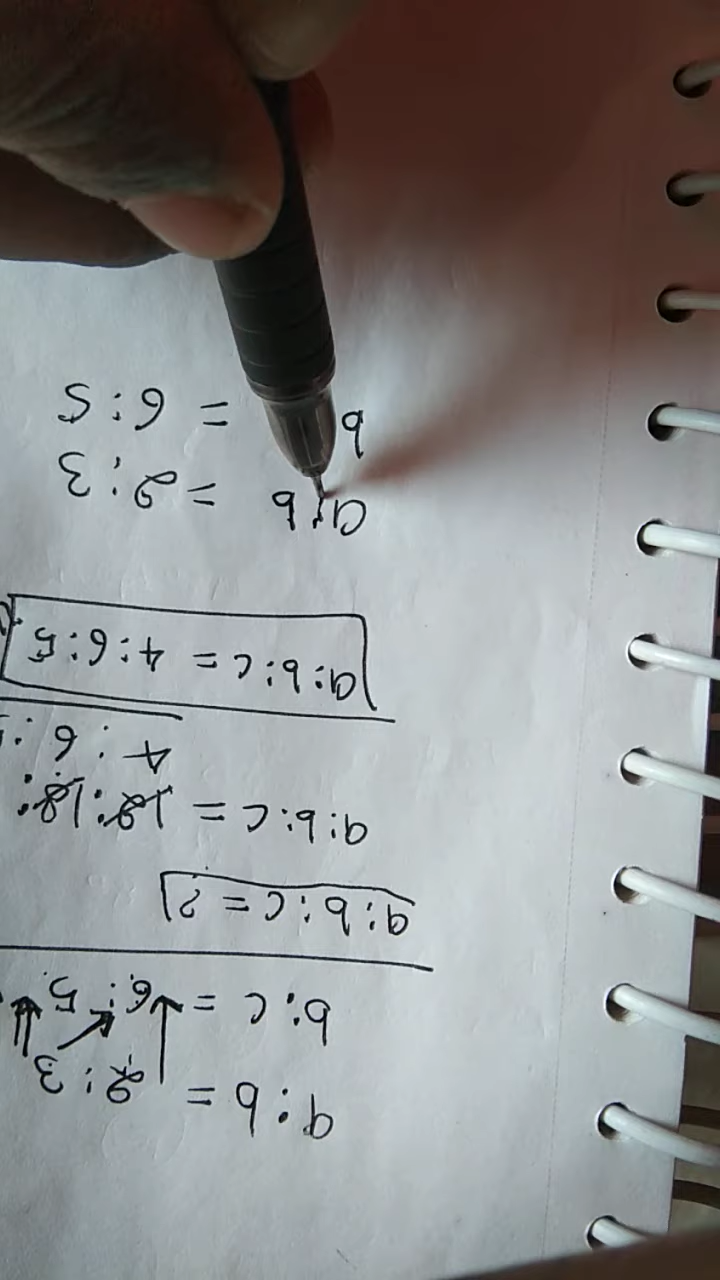 a:b = 2:3
b:c = 6:5
a:b:c = ?
a:b:c = 12:18:
4:6:
a:b:c = 4:6:5
a:b = 2:3
b = 6:5